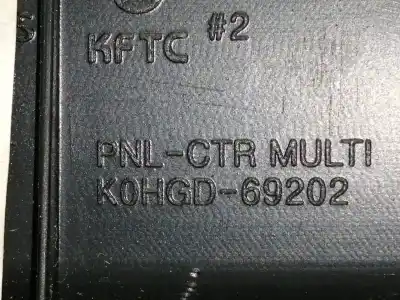 KFTC #2
PNL-CTR MULTI
K0HGD-69202